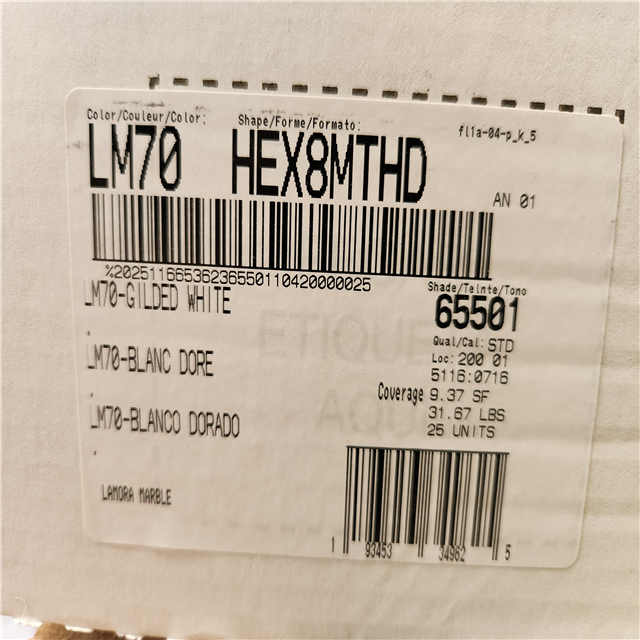 Color/Couleur/Color: Shape/Forme/Formato: fl1a-04-p_k_5
LM70 HEX8MTHD
AN 01
%20251166536236550110420000025
LM70-GILDED WHITE
Shade/Teinte/Tono
65501
Qual/Cal: STD
Loc: 200 01
LM70-BLANC DORE
5116:0716
Coverage 9.37 SF
31.67 LBS
LM70-BLANCO DORADO
25 UNITS
LAMORA MARBLE
1 93453 34962 5